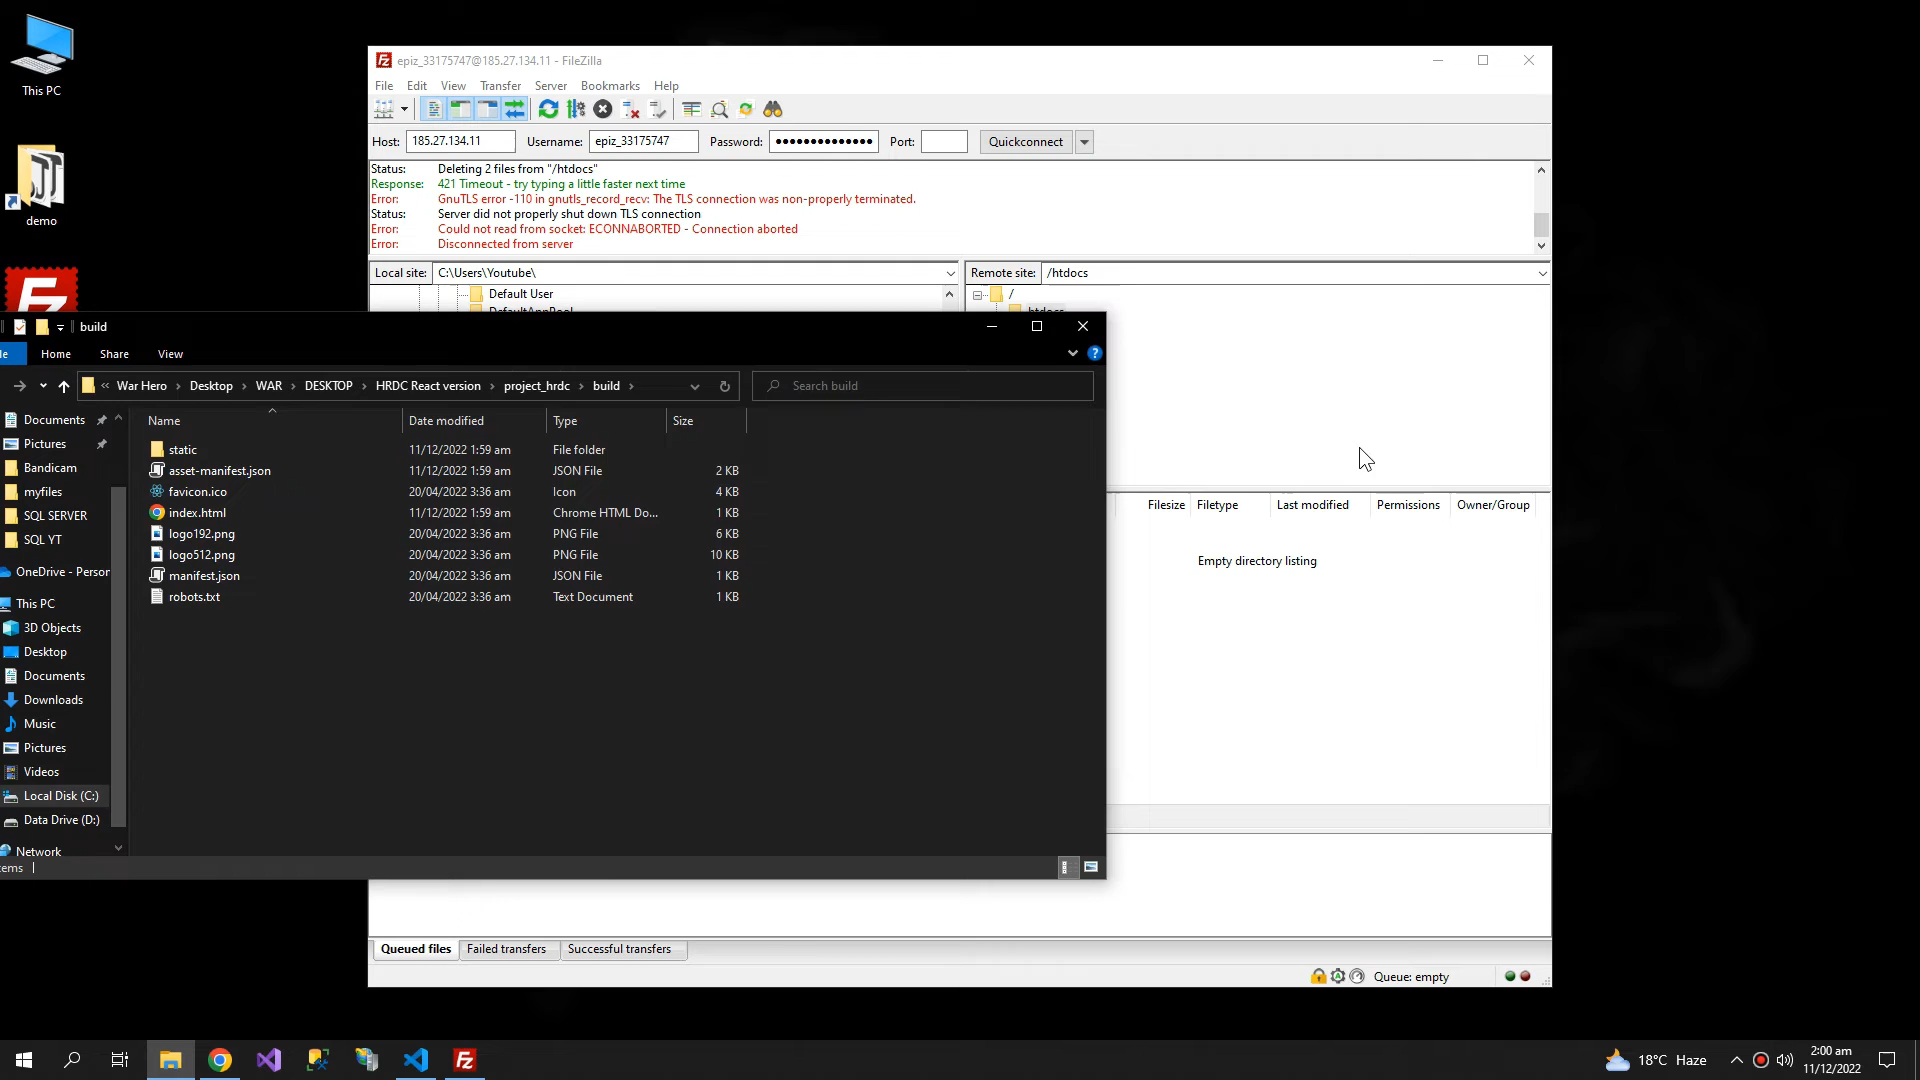 This PC
demo
epiz_33175747@185.27.134.11 - FileZilla
File Edit View Transfer Server Bookmarks Help
Host: 185.27.134.11 Username: epiz_33175747 Password: ●●●●●●●●●●●●●● Port: Quickconnect
Status: Deleting 2 files from "/htdocs"
Response: 421 Timeout - try typing a little faster next time
Error: GnuTLS error -110 in gnutls_record_recv: The TLS connection was non-properly terminated.
Status: Server did not properly shut down TLS connection
Error: Could not read from socket: ECONNABORTED - Connection aborted
Error: Disconnected from server
Local site: C:\Users\Youtube\
Remote site: /htdocs
Default User
/
DefaultAppPool
htdocs
build
le Home Share View
« War Hero › Desktop › WAR › DESKTOP › HRDC React version › project_hrdc › build ›
Search build
Documents
Pictures
Bandicam
myfiles
SQL SERVER
SQL YT
OneDrive - Person
This PC
3D Objects
Desktop
Documents
Downloads
Music
Pictures
Videos
Local Disk (C:)
Data Drive (D:)
Network
Name Date modified Type Size
static 11/12/2022 1:59 am File folder
asset-manifest.json 11/12/2022 1:59 am JSON File 2 KB
favicon.ico 20/04/2022 3:36 am Icon 4 KB
index.html 11/12/2022 1:59 am Chrome HTML Do... 1 KB
logo192.png 20/04/2022 3:36 am PNG File 6 KB
logo512.png 20/04/2022 3:36 am PNG File 10 KB
manifest.json 20/04/2022 3:36 am JSON File 1 KB
robots.txt 20/04/2022 3:36 am Text Document 1 KB
ems
Filesize Filetype Last modified Permissions Owner/Group
Empty directory listing
Queued files Failed transfers Successful transfers
Queue: empty
18°C Haze
2:00 am
11/12/2022